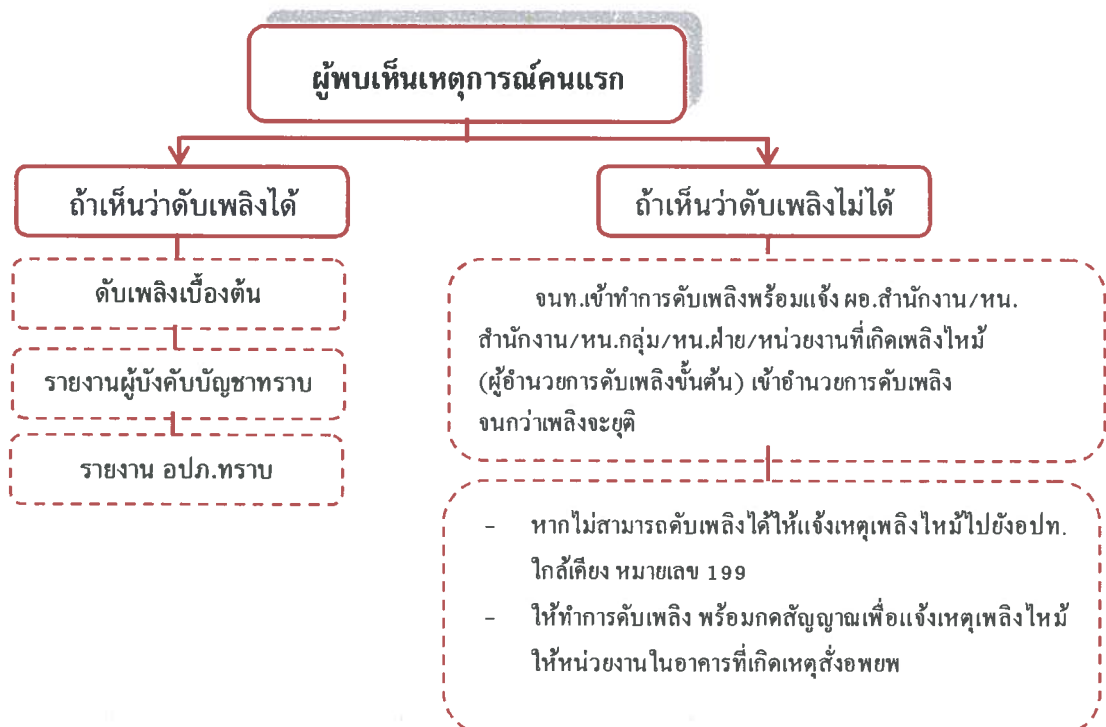 ผู้พบเห็นเหตุการณ์คนแรก
ถ้าเห็นว่าดับเพลิงได้
ดับเพลิงเบื้องต้น
รายงานผู้บังคับบัญชาทราบ
รายงาน อปภ.ทราบ
ถ้าเห็นว่าดับเพลิงไม่ได้
จนท.เข้าทำการดับเพลิงพร้อมแจ้ง ผอ.สำนักงาน/หน.
สำนักงาน/หน.กลุ่ม/หน.ฝ่าย/หน่วยงานที่เกิดเพลิงไหม้
(ผู้อำนวยการดับเพลิงขั้นต้น) เข้าอำนวยการดับเพลิง
จนกว่าเพลิงจะยุติ
- หากไม่สามารถดับเพลิงได้ให้แจ้งเหตุเพลิงไหม้ไปยังอปท.
ใกล้เคียง หมายเลข 199
- ให้ทำการดับเพลิง พร้อมกดสัญญาณเพื่อแจ้งเหตุเพลิงไหม้
ให้หน่วยงานในอาคารที่เกิดเหตุสั่งอพยพ